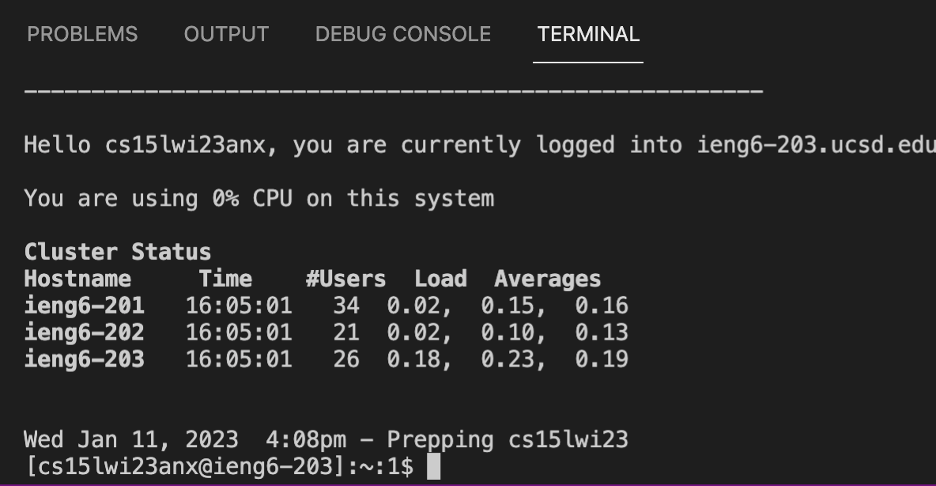 PROBLEMS OUTPUT DEBUG CONSOLE TERMINAL
Hello cs15lwi23anx, you are currently logged into ieng6-203.ucsd.edu
You are using 0% CPU on this system
Cluster Status
Hostname Time #Users Load Averages
ieng6-201 16:05:01 34 0.02, 0.15, 0.16
ieng6-202 16:05:01 21 0.02, 0.10, 0.13
ieng6-203 16:05:01 26 0.18, 0.23, 0.19
Wed Jan 11, 2023 4:08pm - Prepping cs15lwi23
[cs15lwi23anx@ieng6-203]:~:1$